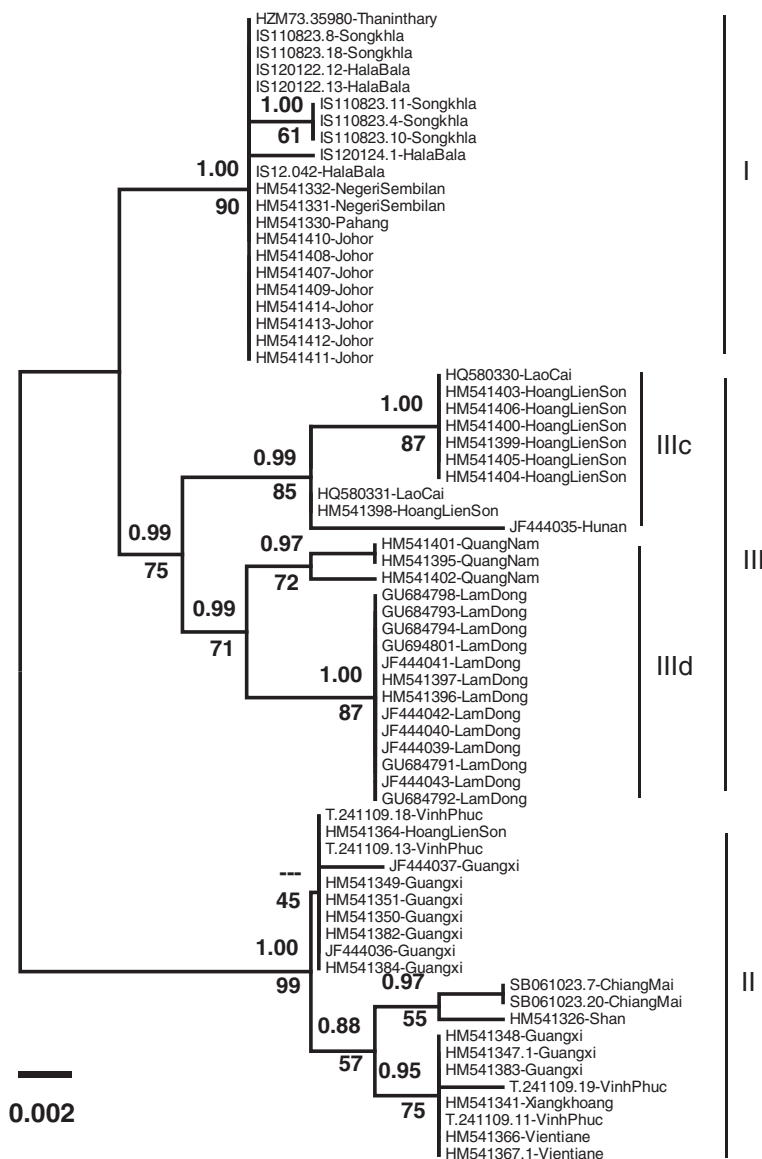 HZM73.35980-Thaninthary
IS110823.8-Songkhla
IS110823.18-Songkhla
IS120122.12-HalaBala
IS120122.13-HalaBala
1.00
IS110823.11-Songkhla
IS110823.4-Songkhla
61
IS110823.10-Songkhla
IS120124.1-HalaBala
1.00
IS12.042-HalaBala
I
HM541332-NegeriSembilan
90
HM541331-NegeriSembilan
HM541330-Pahang
HM541410-Johor
HM541408-Johor
HM541407-Johor
HM541409-Johor
HM541414-Johor
HM541413-Johor
HM541412-Johor
HM541411-Johor
HQ580330-LaoCai
HM541403-HoangLienSon
1.00
HM541406-HoangLienSon
HM541400-HoangLienSon
87
HM541399-HoangLienSon
IIIc
HM541405-HoangLienSon
0.99
HM541404-HoangLienSon
85
HQ580331-LaoCai
HM541398-HoangLienSon
JF444035-Hunan
0.99
75
0.97
HM541401-QuangNam
HM541395-QuangNam
III
72
HM541402-QuangNam
GU684798-LamDong
0.99
GU684793-LamDong
GU684794-LamDong
71
GU694801-LamDong
JF444041-LamDong
IIId
1.00
HM541397-LamDong
HM541396-LamDong
87
JF444042-LamDong
JF444040-LamDong
JF444039-LamDong
GU684791-LamDong
JF444043-LamDong
GU684792-LamDong
T.241109.18-VinhPhuc
HM541364-HoangLienSon
T.241109.13-VinhPhuc
---
JF444037-Guangxi
45
HM541349-Guangxi
HM541351-Guangxi
HM541350-Guangxi
HM541382-Guangxi
1.00
JF444036-Guangxi
HM541384-Guangxi
99
II
0.97
SB061023.7-ChiangMai
SB061023.20-ChiangMai
55
HM541326-Shan
0.88
HM541348-Guangxi
57
HM541347.1-Guangxi
0.95
HM541383-Guangxi
T.241109.19-VinhPhuc
75
HM541341-Xiangkhoang
T.241109.11-VinhPhuc
HM541366-Vientiane
HM541367.1-Vientiane
0.002